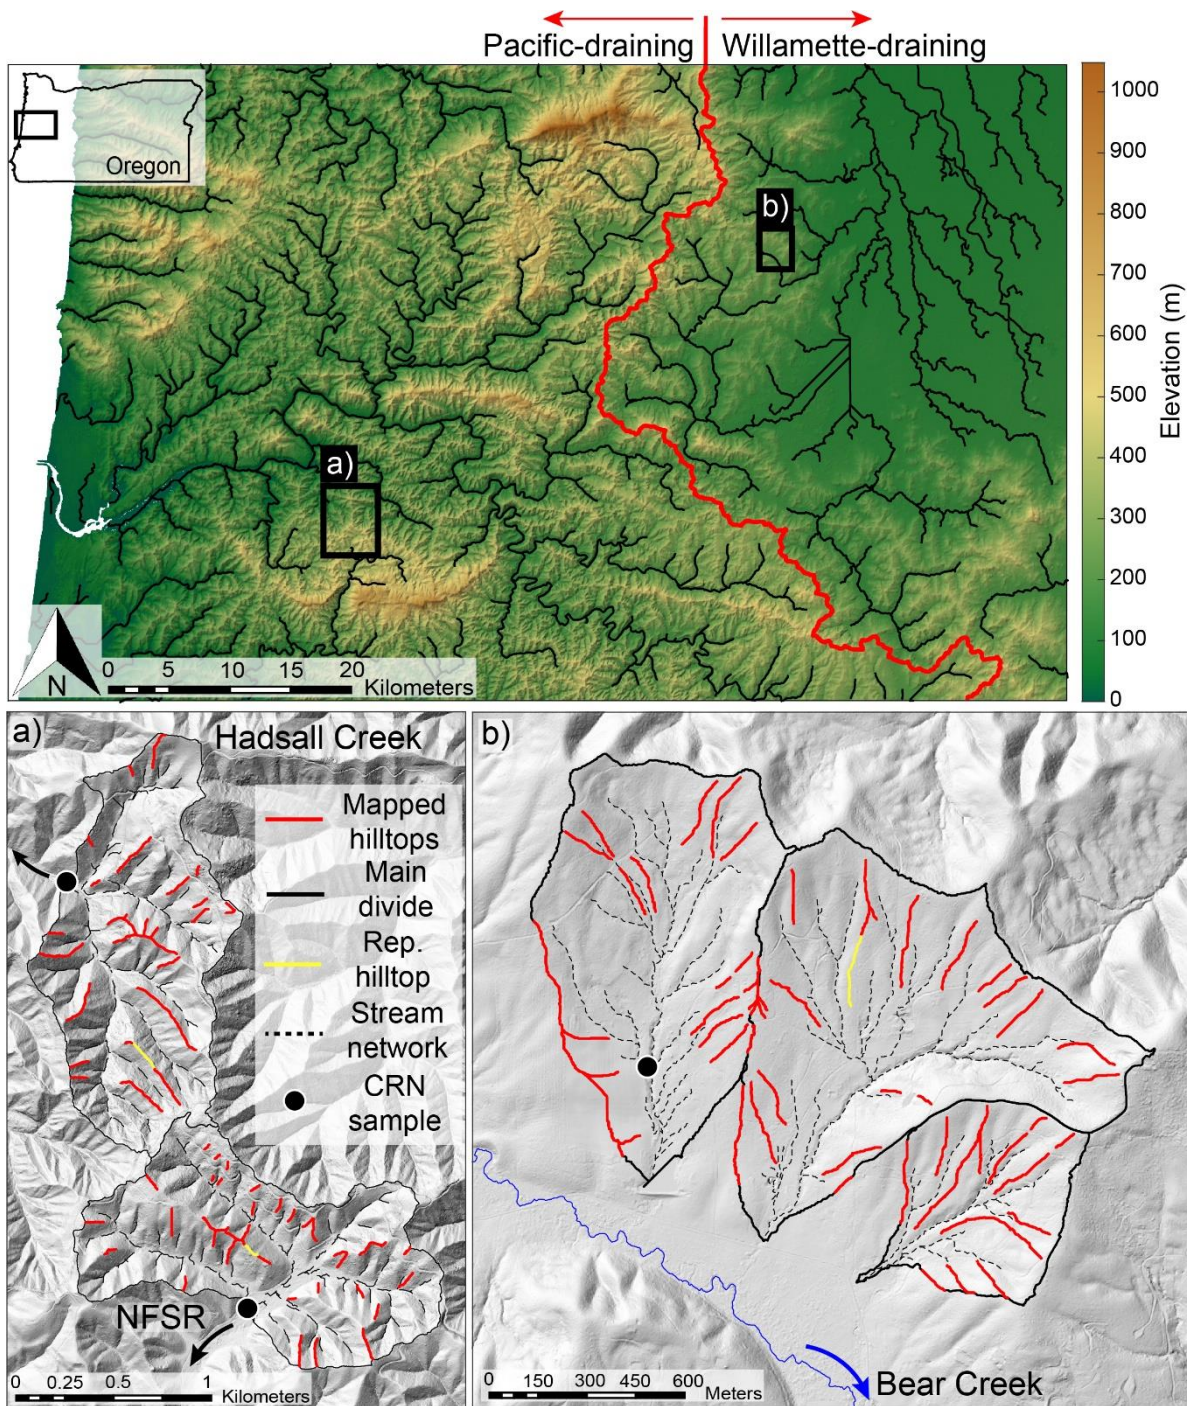 Pacific-draining
Willamette-draining
Oregon
b)
a)
N
0 5 10 15 20
Kilometers
1000
900
800
700
600
500
400
300
200
100
0
Elevation (m)
a)
Hadsall Creek
Mapped
hilltops
Main
divide
Rep.
hilltop
Stream
network
CRN
sample
NFSR
0 0.25 0.5 1
Kilometers
b)
0 150 300 450 600
Meters
Bear Creek